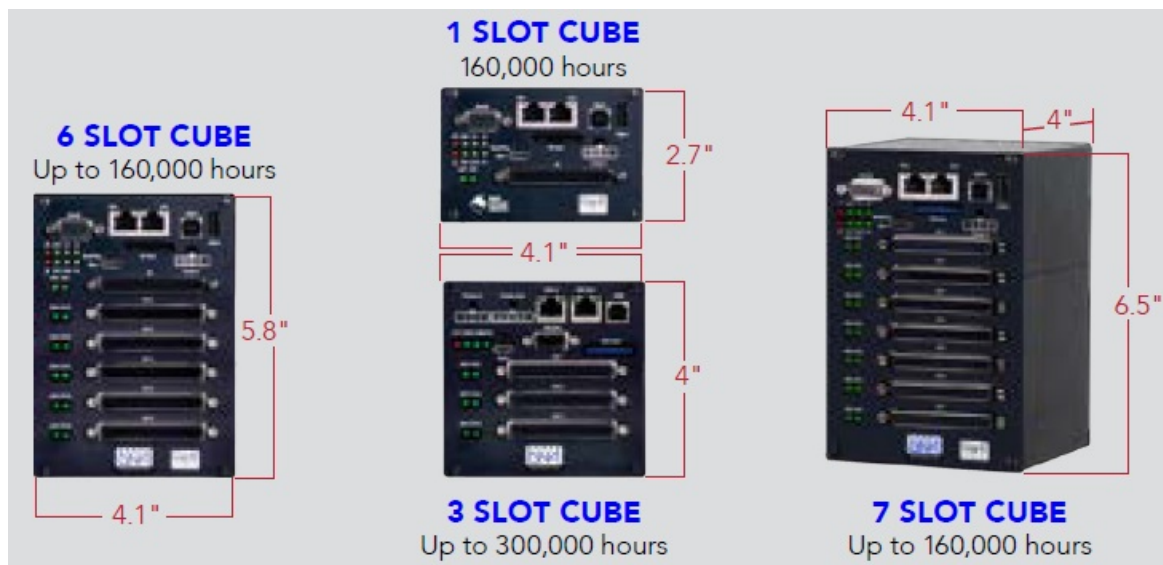 1 SLOT CUBE
160,000 hours
2.7"
4.1"
6 SLOT CUBE
Up to 160,000 hours
5.8"
4.1"
4"
3 SLOT CUBE
Up to 300,000 hours
4.1"
4"
6.5"
7 SLOT CUBE
Up to 160,000 hours